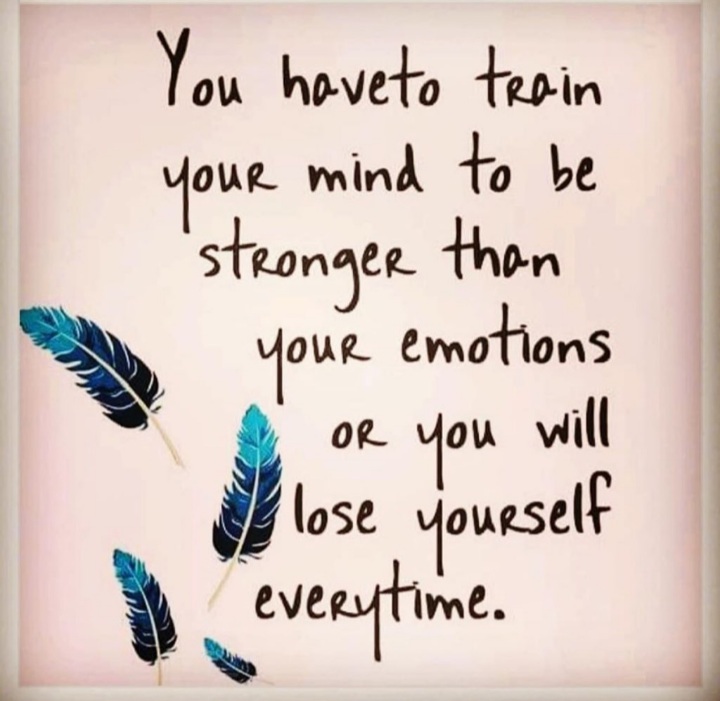 You haveto train
your mind to be
stronger than
your emotions
or you will
lose yourself
everytime.